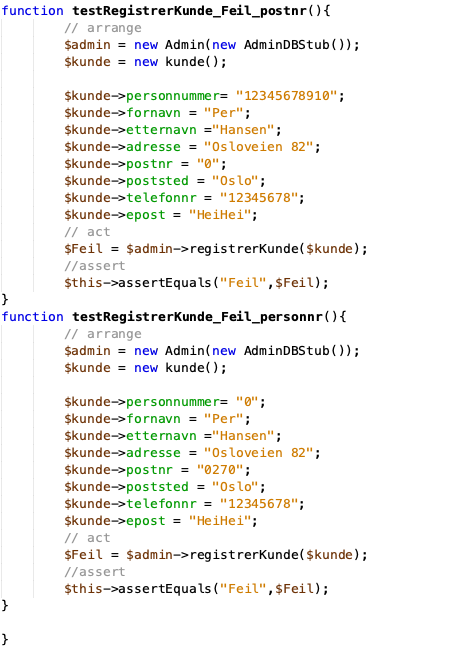 function testRegistrerKunde_Feil_postnr(){
// arrange
$admin = new Admin(new AdminDBStub());
$kunde = new kunde();
$kunde->personnummer= "12345678910";
$kunde->fornavn = "Per";
$kunde->etternavn ="Hansen";
$kunde->adresse = "Osloveien 82";
$kunde->postnr = "0";
$kunde->poststed = "Oslo";
$kunde->telefonnr = "12345678";
$kunde->epost = "HeiHei";
// act
$Feil = $admin->registrerKunde($kunde);
//assert
$this->assertEquals("Feil",$Feil);
}
function testRegistrerKunde_Feil_personnr(){
// arrange
$admin = new Admin(new AdminDBStub());
$kunde = new kunde();
$kunde->personnummer= "0";
$kunde->fornavn = "Per";
$kunde->etternavn ="Hansen";
$kunde->adresse = "Osloveien 82";
$kunde->postnr = "0270";
$kunde->poststed = "Oslo";
$kunde->telefonnr = "12345678";
$kunde->epost = "HeiHei";
// act
$Feil = $admin->registrerKunde($kunde);
//assert
$this->assertEquals("Feil",$Feil);
}
}